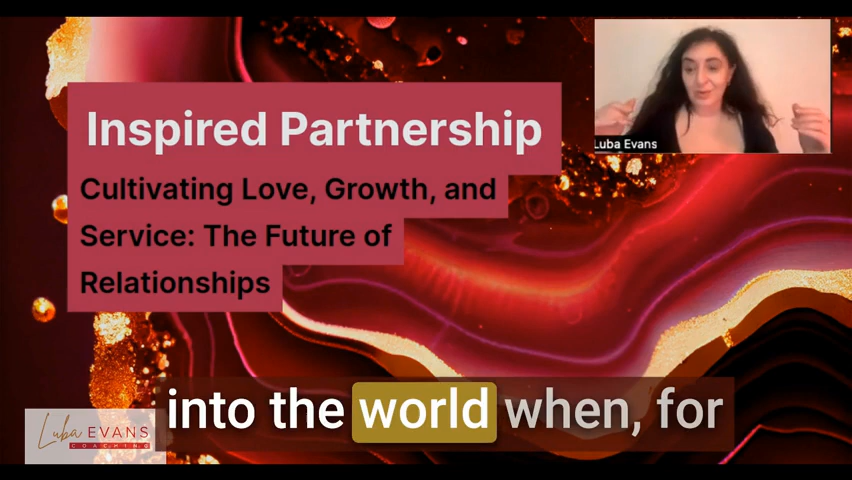 Inspired Partnership
Cultivating Love, Growth, and
Service: The Future of
Relationships
Luba Evans
into the world when, for
Luba EVANS
COACHING